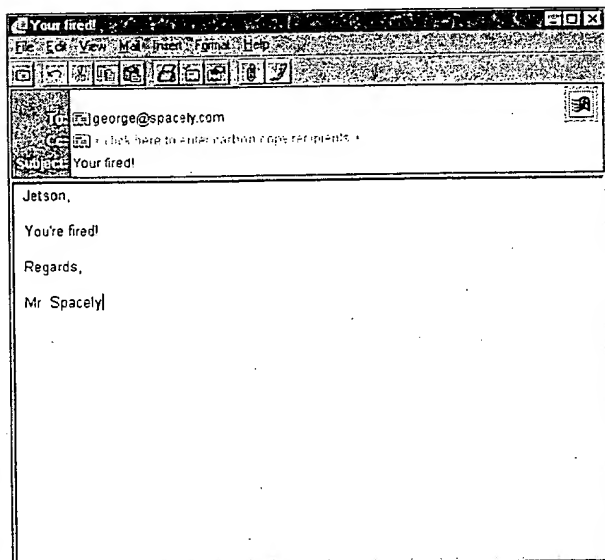 Your fired!
File Edit View Mail Insert Format Help
To: george@spacely.com
Cc: < click here to enter carbon copy recipients >
Subject: Your fired!
Jetson,
You're fired!
Regards,
Mr Spacely